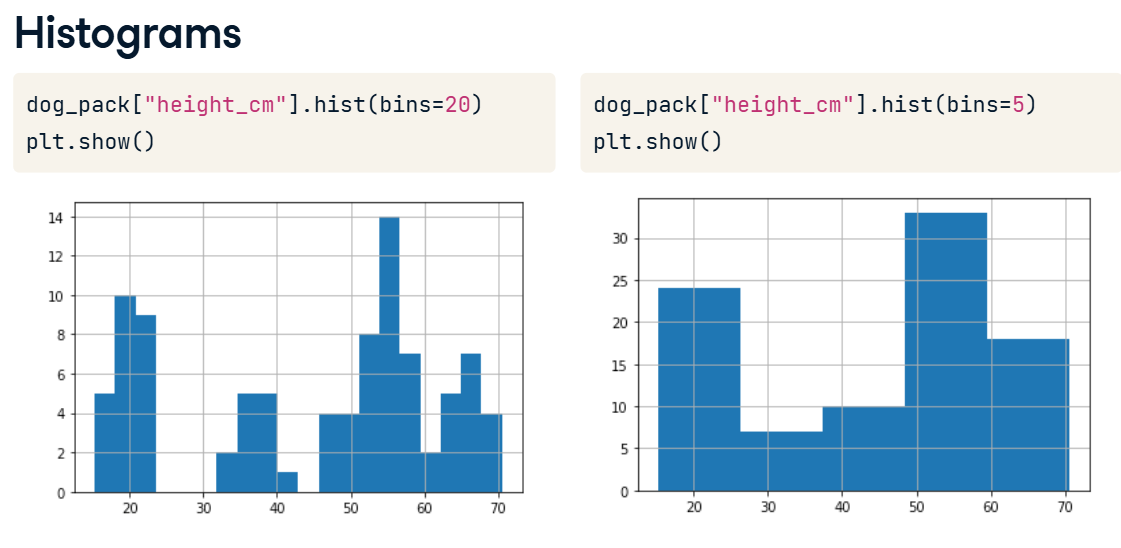 Histograms
dog_pack["height_cm"].hist(bins=20)
plt.show()
14
12
10
8
6
4
2
0
20 30 40 50 60 70
dog_pack["height_cm"].hist(bins=5)
plt.show()
30
25
20
15
10
5
0
20 30 40 50 60 70